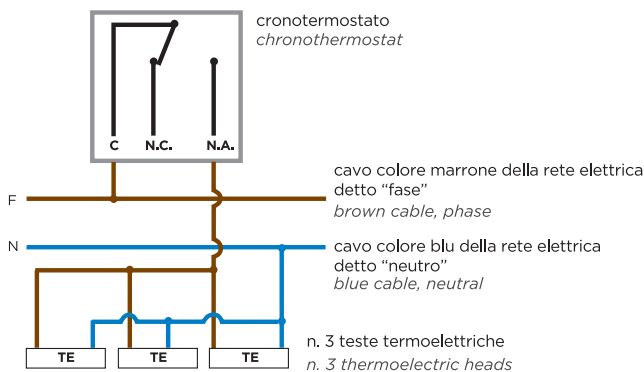 cronotermostato
chronothermostat
C N.C. N.A.
cavo colore marrone della rete elettrica
F
detto “fase”
brown cable, phase
N
cavo colore blu della rete elettrica
detto “neutro”
blue cable, neutral
n. 3 teste termoelettriche
TE TE TE
n. 3 thermoelectric heads